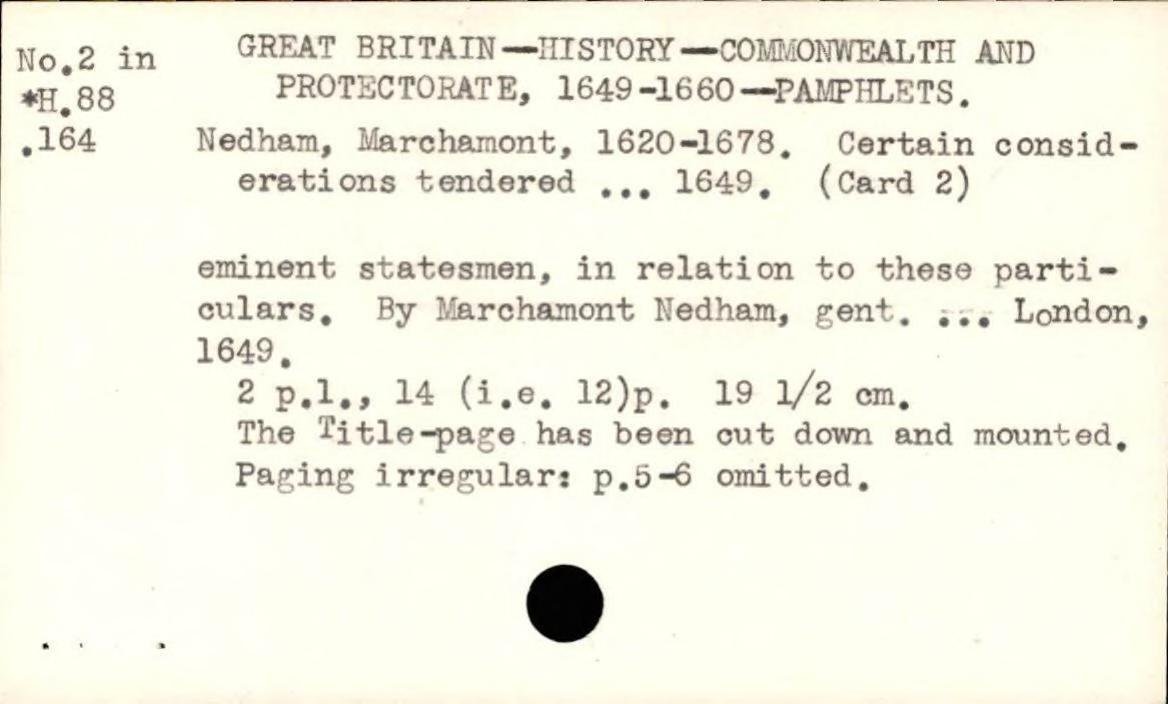 No.2 in
*H.88
.164
GREAT BRITAIN—HISTORY—COMMONWEALTH AND
PROTECTORATE, 1649-1660—PAMPHLETS.
Nedham, Marchamont, 1620-1678. Certain consid-
erations tendered ... 1649. (Card 2)
eminent statesmen, in relation to these parti-
culars. By Marchamont Nedham, gent. ... London,
1649.
2 p.l., 14 (i.e. 12)p. 19 1/2 cm.
The Title-page has been cut down and mounted.
Paging irregular: p.5-6 omitted.